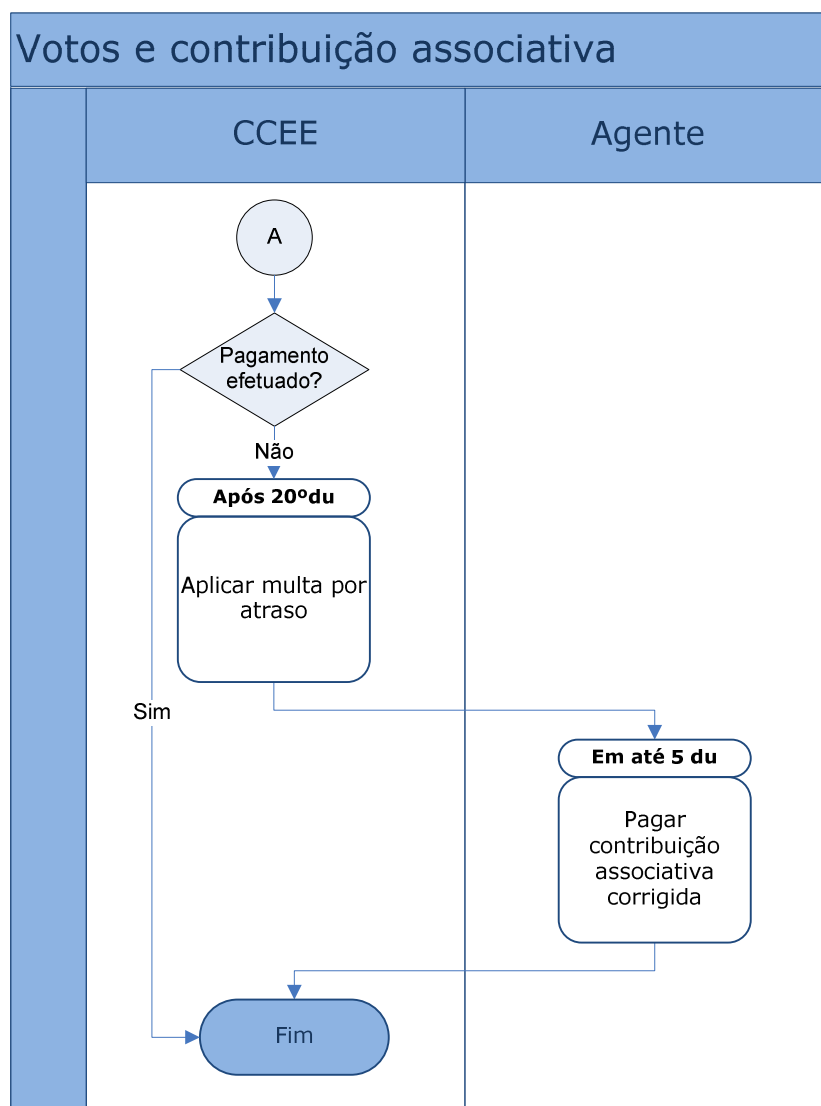 Votos e contribuição associativa
CCEE
Agente
A
Pagamento
efetuado?
Não
Após 20ºdu
Aplicar multa por
atraso
Sim
Em até 5 du
Pagar
contribuição
associativa
corrigida
Fim